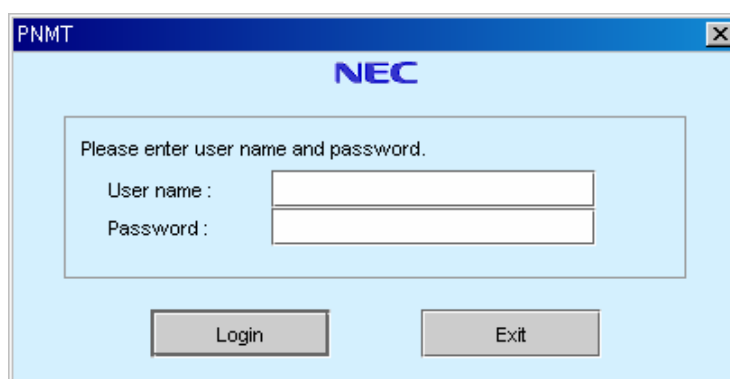 PNMT
NEC
Please enter user name and password.
User name :
Password :
Login Exit